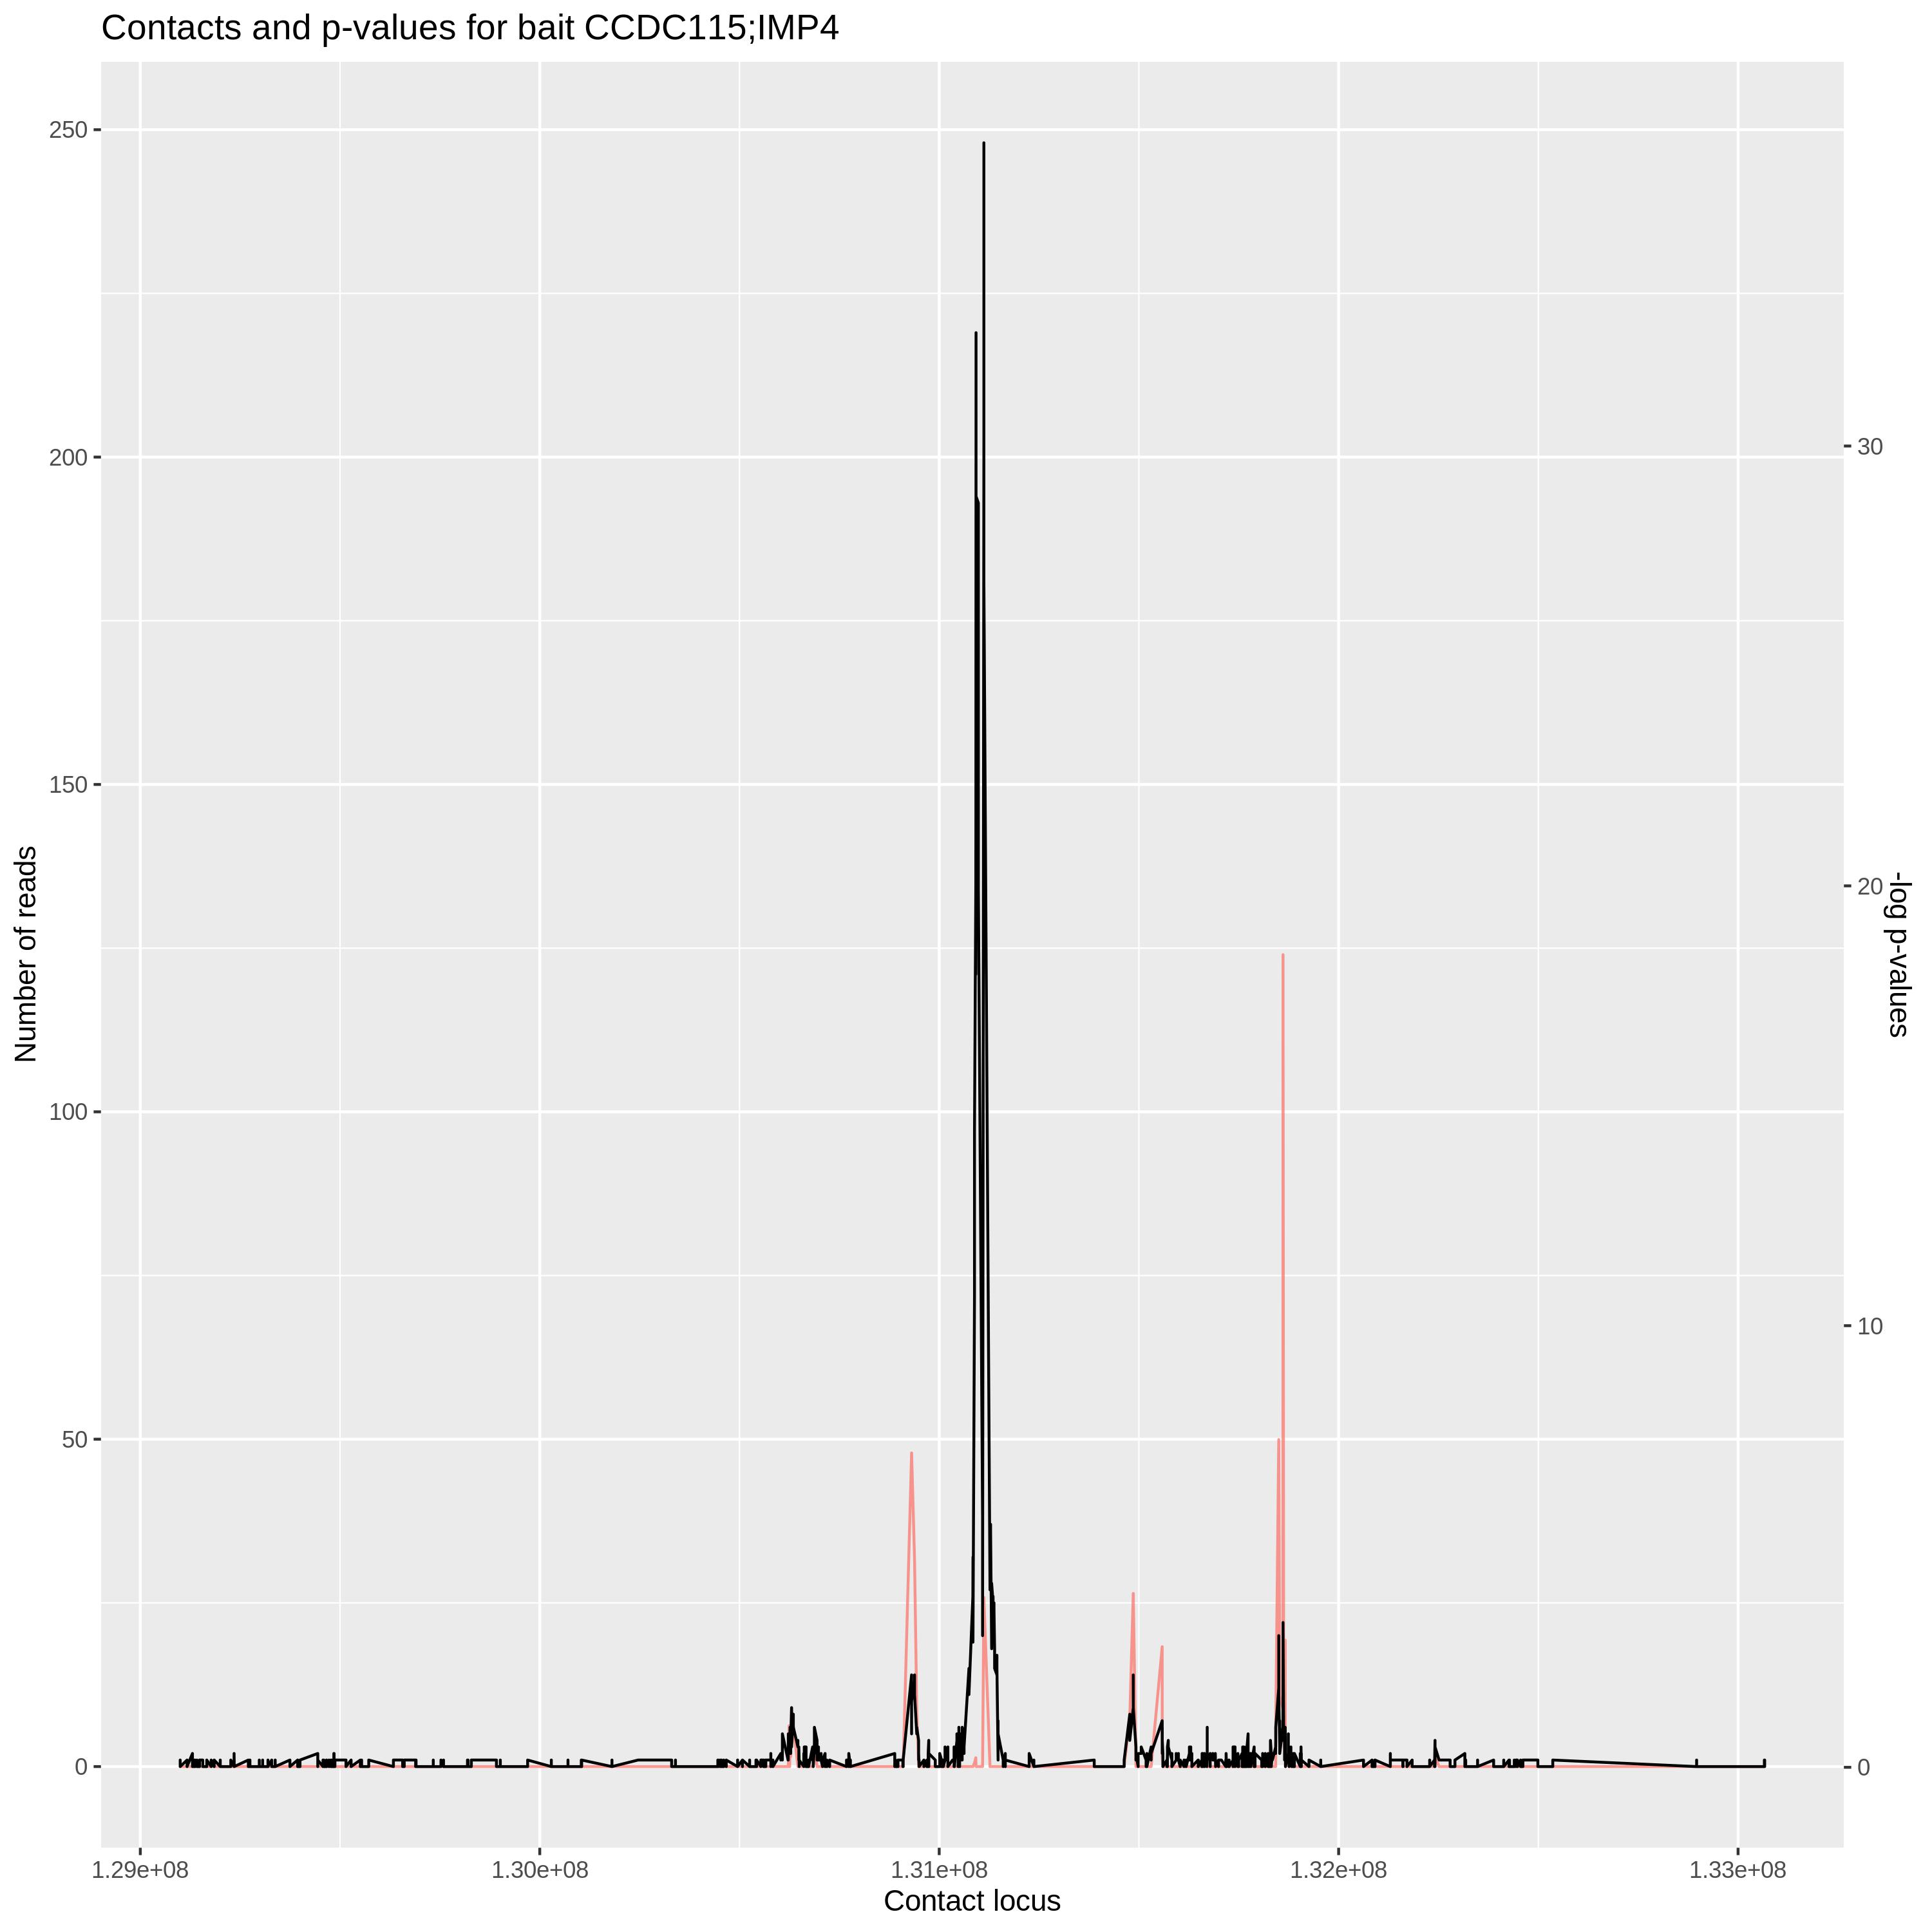 Contacts and p-values for bait CCDC115;IMP4
250
200
150
100
50
0
Number of reads
30
20
10
0
-log p-values
1.29e+08
1.30e+08
1.31e+08
1.32e+08
1.33e+08
Contact locus